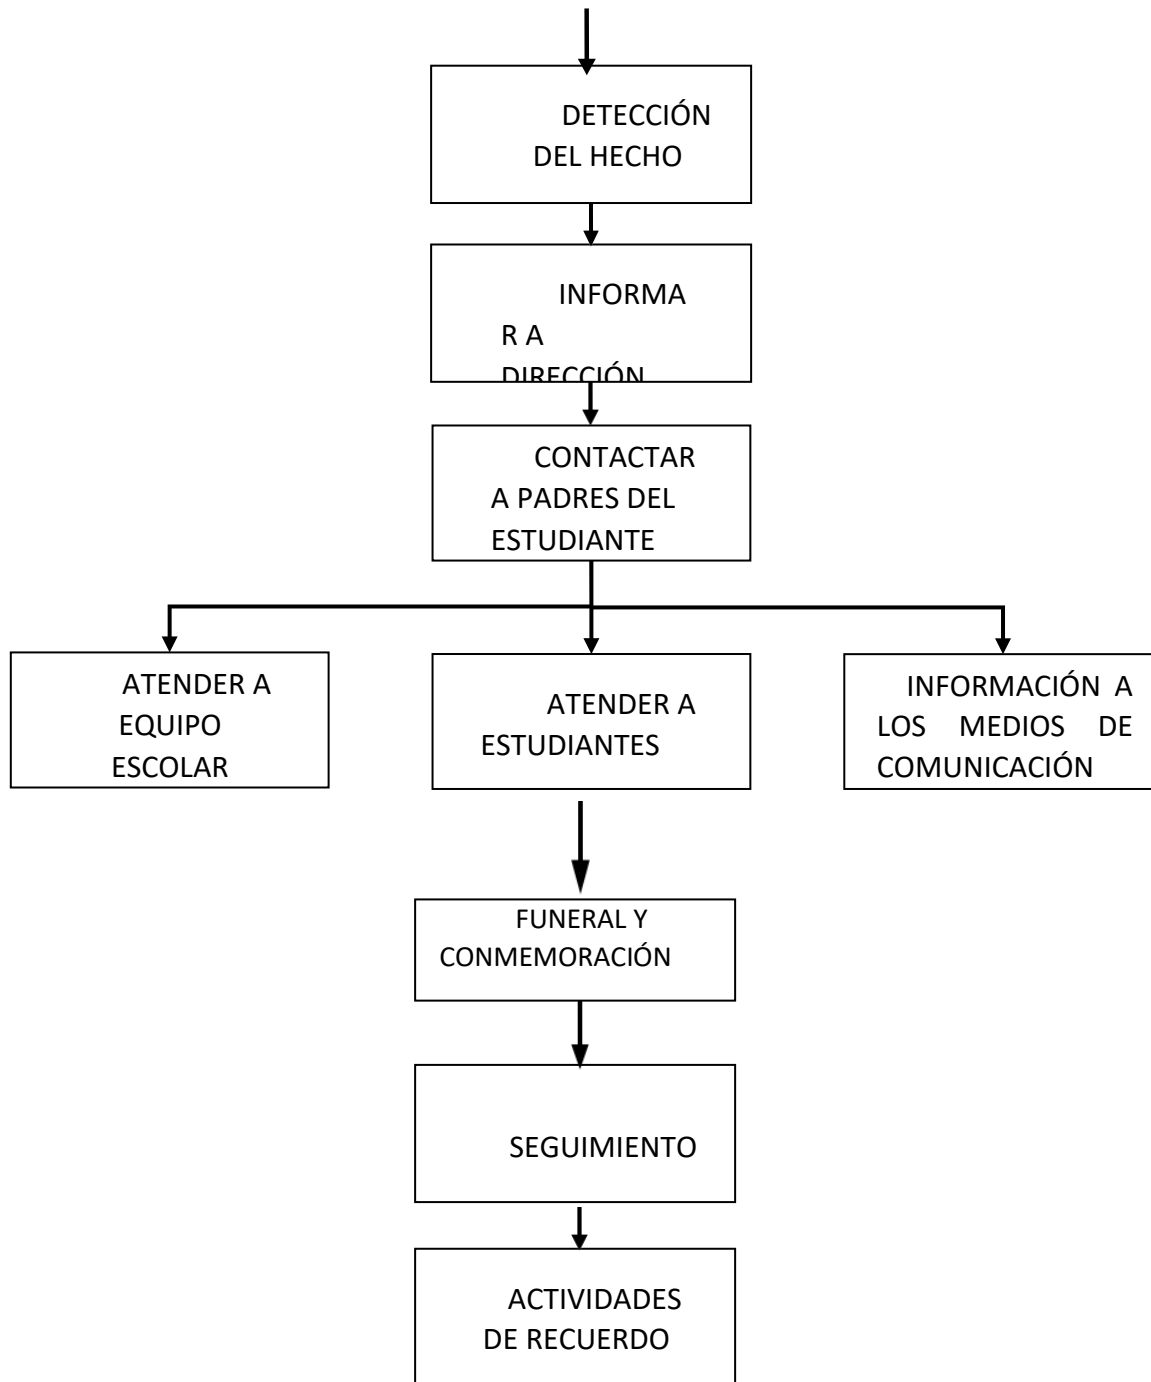 DETECCIÓN
DEL HECHO
INFORMA
R A
DIRECCIÓN
CONTACTAR
A PADRES DEL
ESTUDIANTE
ATENDER A
EQUIPO
ESCOLAR
ATENDER A
ESTUDIANTES
INFORMACIÓN A
LOS MEDIOS DE
COMUNICACIÓN
FUNERAL Y
CONMEMORACIÓN
SEGUIMIENTO
ACTIVIDADES
DE RECUERDO